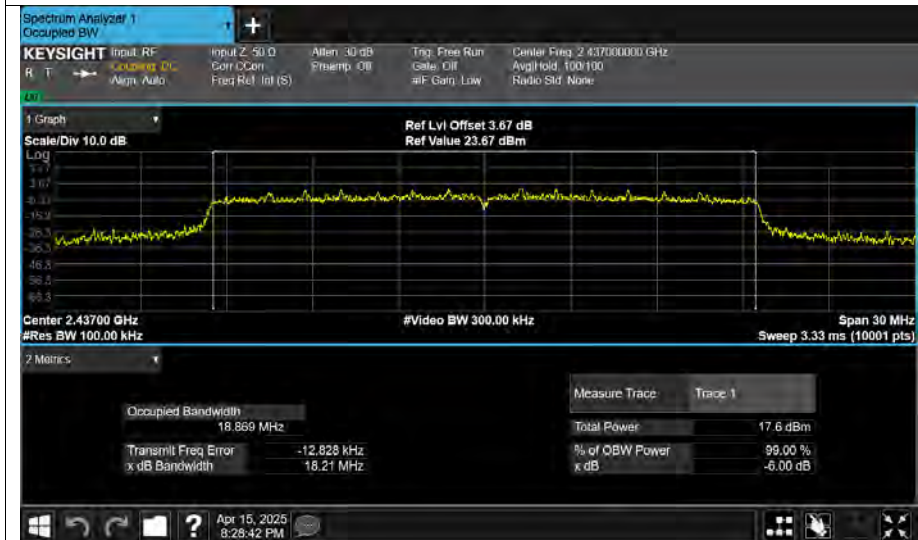 Spectrum Analyzer 1
Occupied BW
KEYSIGHT Input: RF Input Z: 50 Ω Atten: 30 dB Trig: Free Run Center Freq: 2.437000000 GHz
R T Coupling: DC Corr CCorr Preamp: Off Gate: Off Avg|Hold: 100/100
Align: Auto Freq Ref: Int (S) #IF Gain: Low Radio Std: None
1 Graph
Scale/Div 10.0 dB
Ref Lvl Offset 3.67 dB
Ref Value 23.67 dBm
Log
3.67
-6.33
-16.3
-26.3
-36.3
-46.3
-56.3
-66.3
Center 2.43700 GHz #Video BW 300.00 kHz Span 30 MHz
#Res BW 100.00 kHz Sweep 3.33 ms (10001 pts)
2 Metrics
Measure Trace Trace 1
Occupied Bandwidth
18.869 MHz
Total Power 17.6 dBm
Transmit Freq Error -12.828 kHz % of OBW Power 99.00 %
x dB Bandwidth 18.21 MHz x dB -6.00 dB
Apr 15, 2025
8:28:42 PM